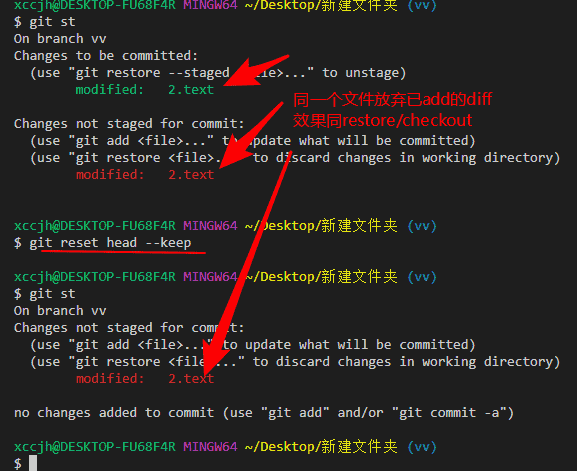 xccjh@DESKTOP-FU68F4R MINGW64 ~/Desktop/新建文件夹 (vv)
$ git st
On branch vv
Changes to be committed:
  (use "git restore --staged file>..." to unstage)
        modified:   2.text
同一个文件放弃已add的diff
效果同restore/checkout
Changes not staged for commit:
  (use "git add <file>..." to update what will be committed)
  (use "git restore <file>.. to discard changes in working directory)
        modified:   2.text
xccjh@DESKTOP-FU68F4R MINGW64 ~/Desktop/新建文件夹 (vv)
$ git reset head --keep
xccjh@DESKTOP-FU68F4R MINGW64 ~/Desktop/新建文件夹 (vv)
$ git st
On branch vv
Changes not staged for commit:
  (use "git add <file>..." to update what will be committed)
  (use "git restore <file>..." to discard changes in working directory)
        modified:   2.text
no changes added to commit (use "git add" and/or "git commit -a")
xccjh@DESKTOP-FU68F4R MINGW64 ~/Desktop/新建文件夹 (vv)
$